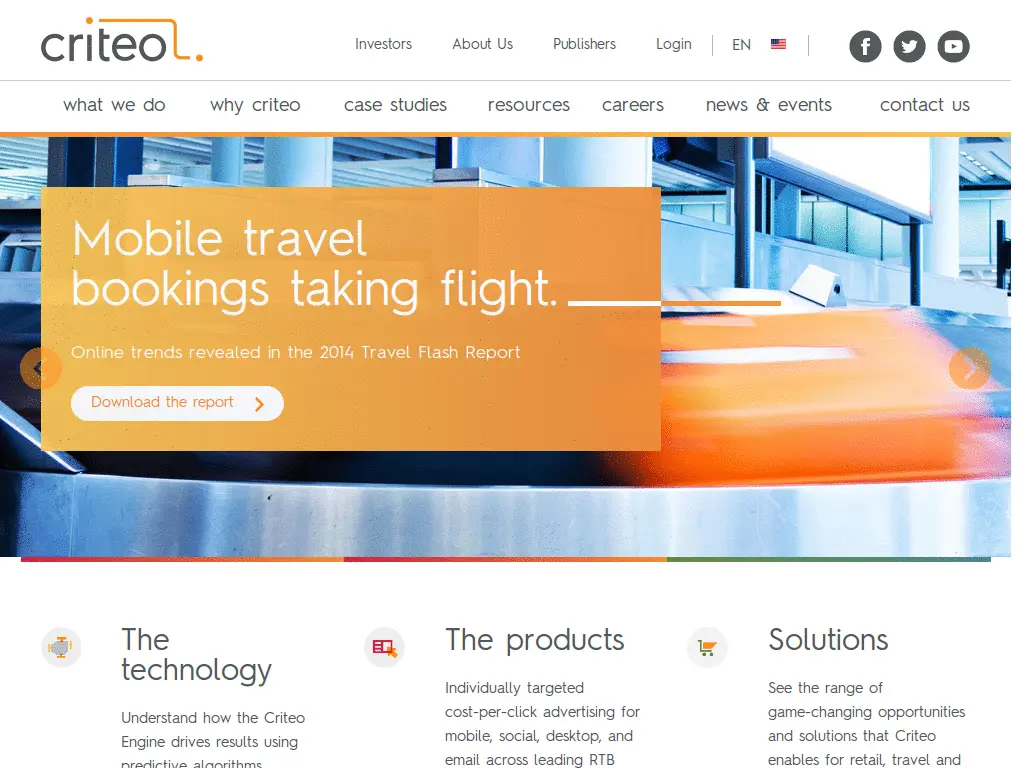 criteo
Investors
About Us
Publishers
Login
EN
what we do
why criteo
case studies
resources
careers
news & events
contact us
Mobile travel
bookings taking flight.
Online trends revealed in the 2014 Travel Flash Report
Download the report
The
technology
Understand how the Criteo
Engine drives results using
predictive algorithms
The products
Individually targeted
cost-per-click advertising for
mobile, social, desktop, and
email across leading RTB
Solutions
See the range of
game-changing opportunities
and solutions that Criteo
enables for retail, travel and